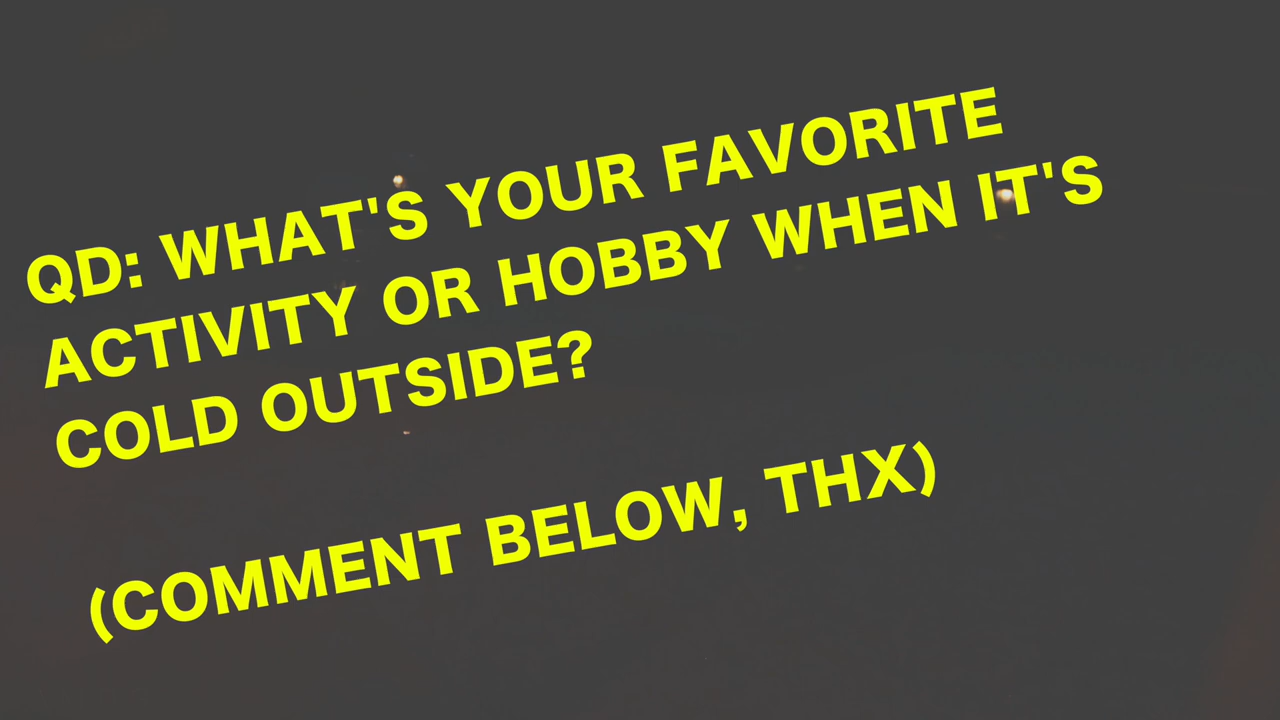 QD: WHAT'S YOUR FAVORITE
ACTIVITY OR HOBBY WHEN IT'S
COLD OUTSIDE?
(COMMENT BELOW, THX)